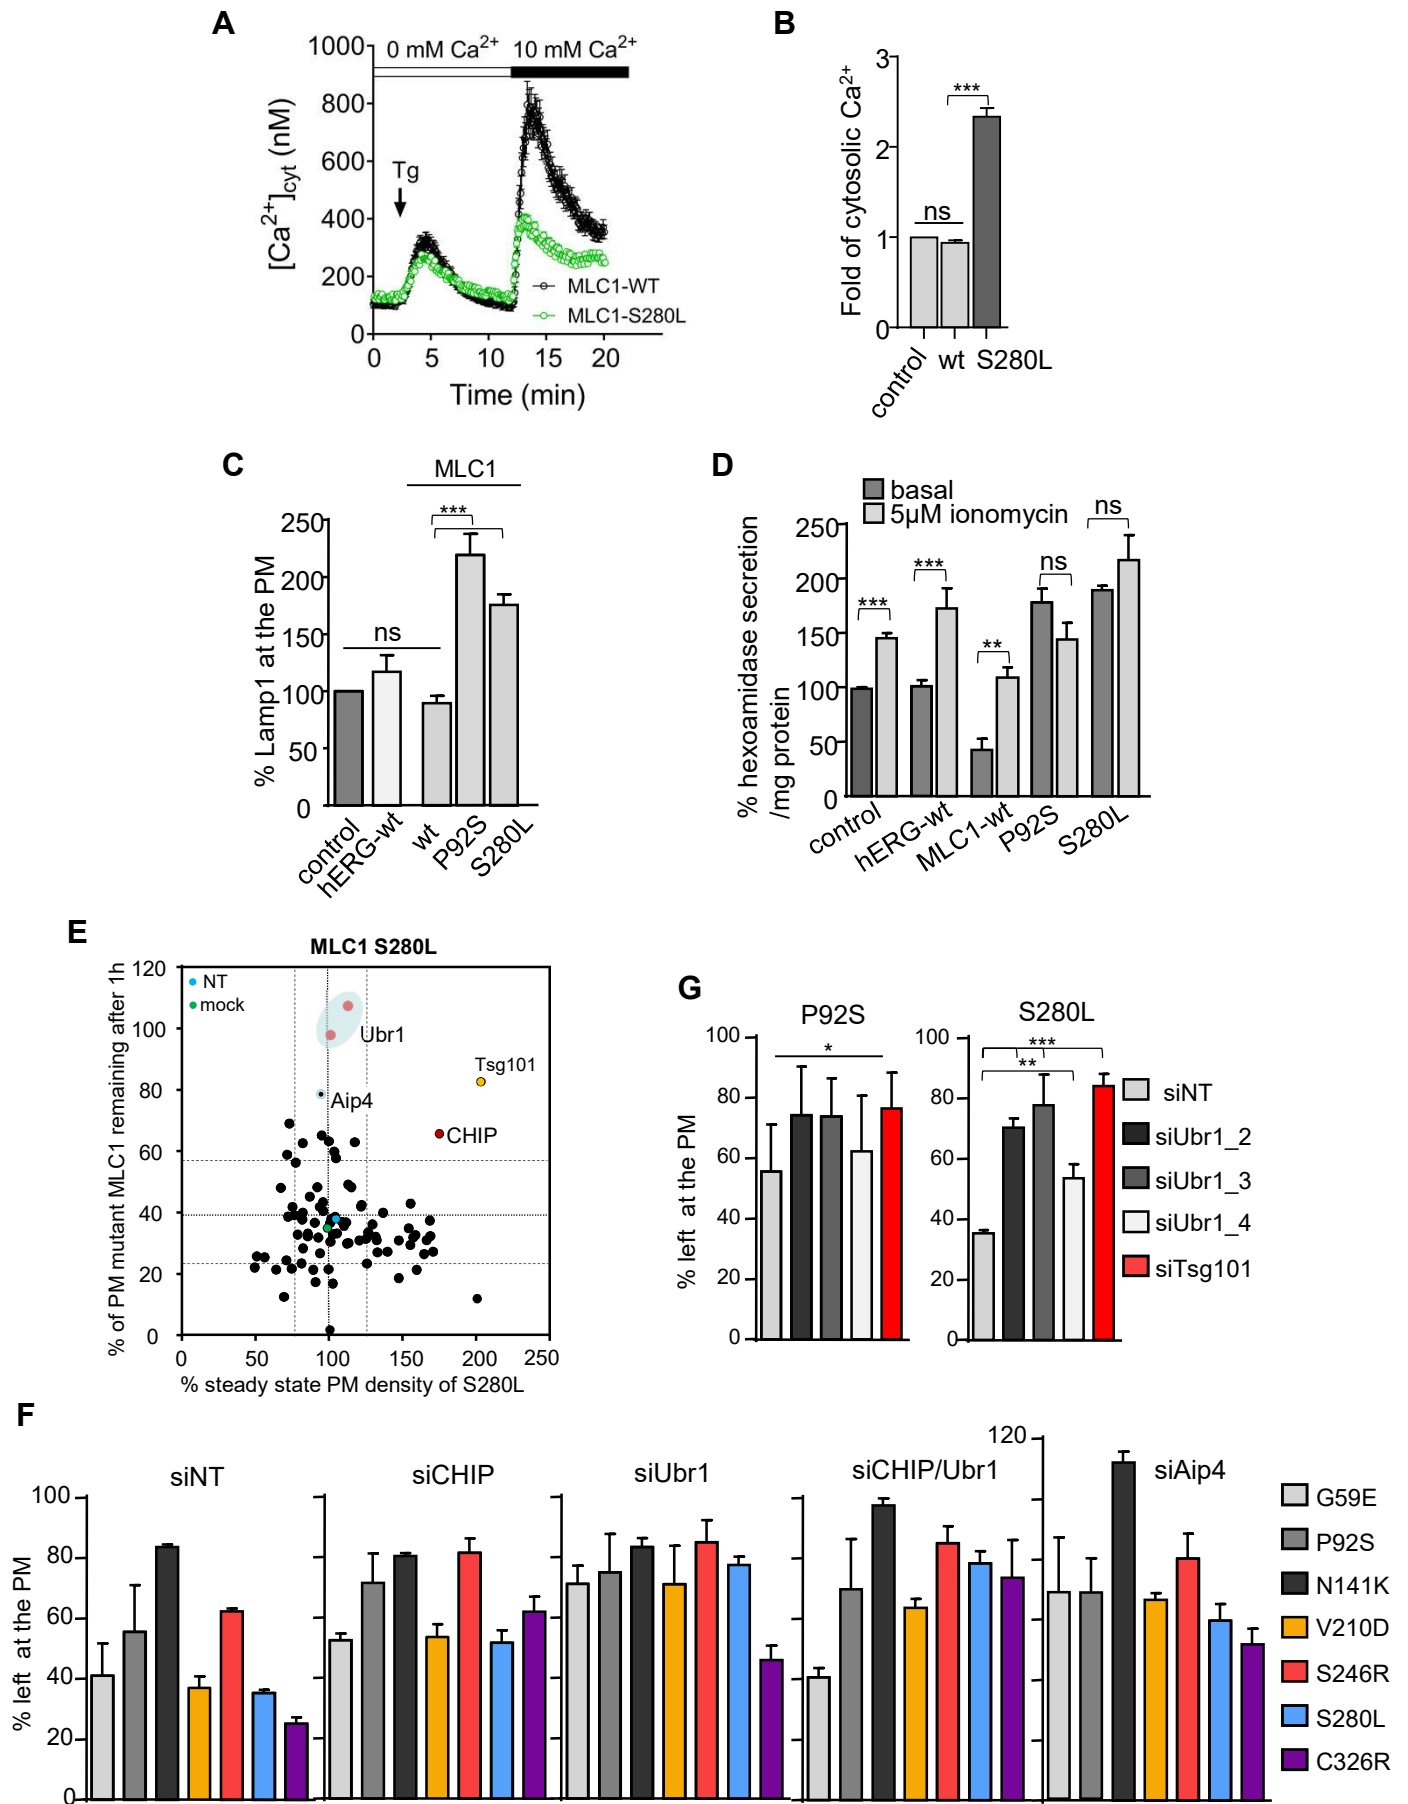 A
1000
800
600
400
200
0
[Ca2+]cyt (nM)
0 mM Ca2+
10 mM Ca2+
Tg
MLC1-WT
MLC1-S280L
0 5 10 15 20
Time (min)
B
3
2
1
0
Fold of cytosolic Ca2+
***
ns
control
wt
S280L
C
MLC1
250
200
150
100
50
0
% Lamp1 at the PM
***
ns
control
hERG-wt
wt
P92S
S280L
D
basal
5µM ionomycin
250
200
150
100
50
0
% hexoamidase secretion
/mg protein
***
***
**
ns
ns
control
hERG-wt
MLC1-wt
P92S
S280L
E
MLC1 S280L
120
100
80
60
40
20
0
% of PM mutant MLC1 remaining after 1h
NT
mock
Ubr1
Tsg101
Aip4
CHIP
0 50 100 150 200 250
% steady state PM density of S280L
G
P92S
100
80
60
40
20
0
% left at the PM
*
S280L
100
80
60
40
20
0
***
**
siNT
siUbr1_2
siUbr1_3
siUbr1_4
siTsg101
F
siNT
siCHIP
siUbr1
siCHIP/Ubr1
siAip4
120
100
80
60
40
20
0
% left at the PM
G59E
P92S
N141K
V210D
S246R
S280L
C326R